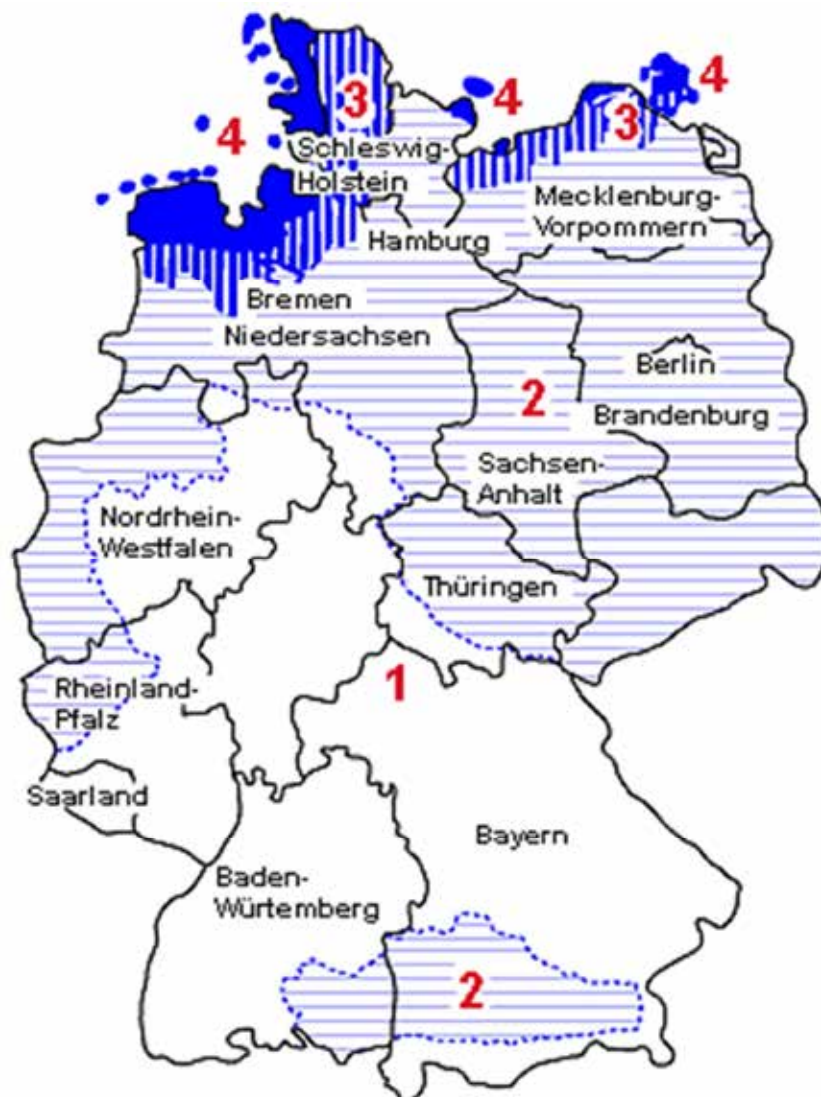 4
3
4
4
3
Schleswig-
Holstein
Mecklenburg-
Vorpommern
Hamburg
Bremen
Niedersachsen
Berlin
2
Brandenburg
Sachsen-
Anhalt
Nordrhein-
Westfalen
Thüringen
1
Rheinland-
Pfalz
Saarland
Bayern
Baden-
Würtemberg
2